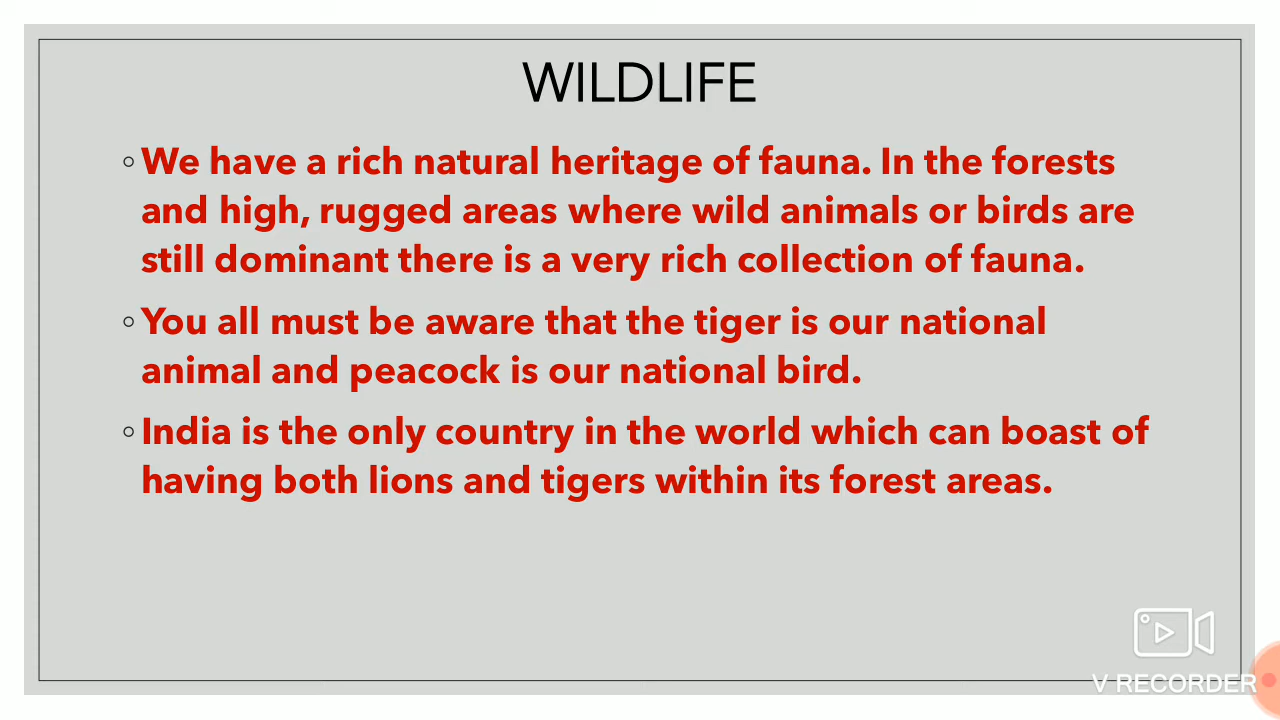 WILDLIFE
◦We have a rich natural heritage of fauna. In the forests
and high, rugged areas where wild animals or birds are
still dominant there is a very rich collection of fauna.
◦You all must be aware that the tiger is our national
animal and peacock is our national bird.
◦India is the only country in the world which can boast of
having both lions and tigers within its forest areas.
V RECORDER